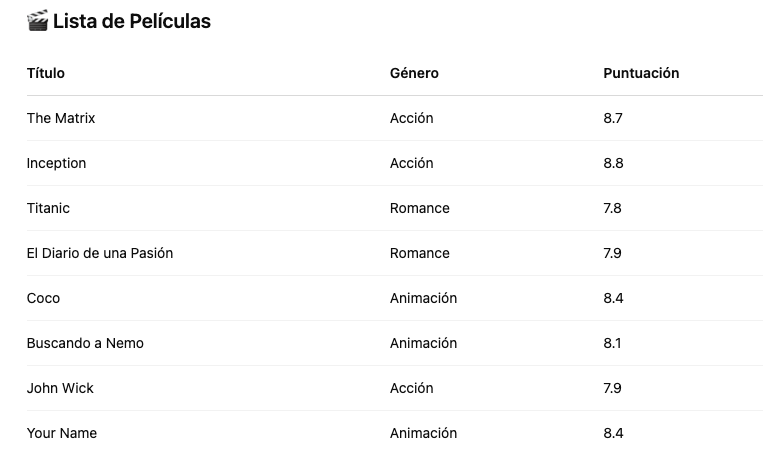 🎬 Lista de Películas
Título Género Puntuación
The Matrix Acción 8.7
Inception Acción 8.8
Titanic Romance 7.8
El Diario de una Pasión Romance 7.9
Coco Animación 8.4
Buscando a Nemo Animación 8.1
John Wick Acción 7.9
Your Name Animación 8.4